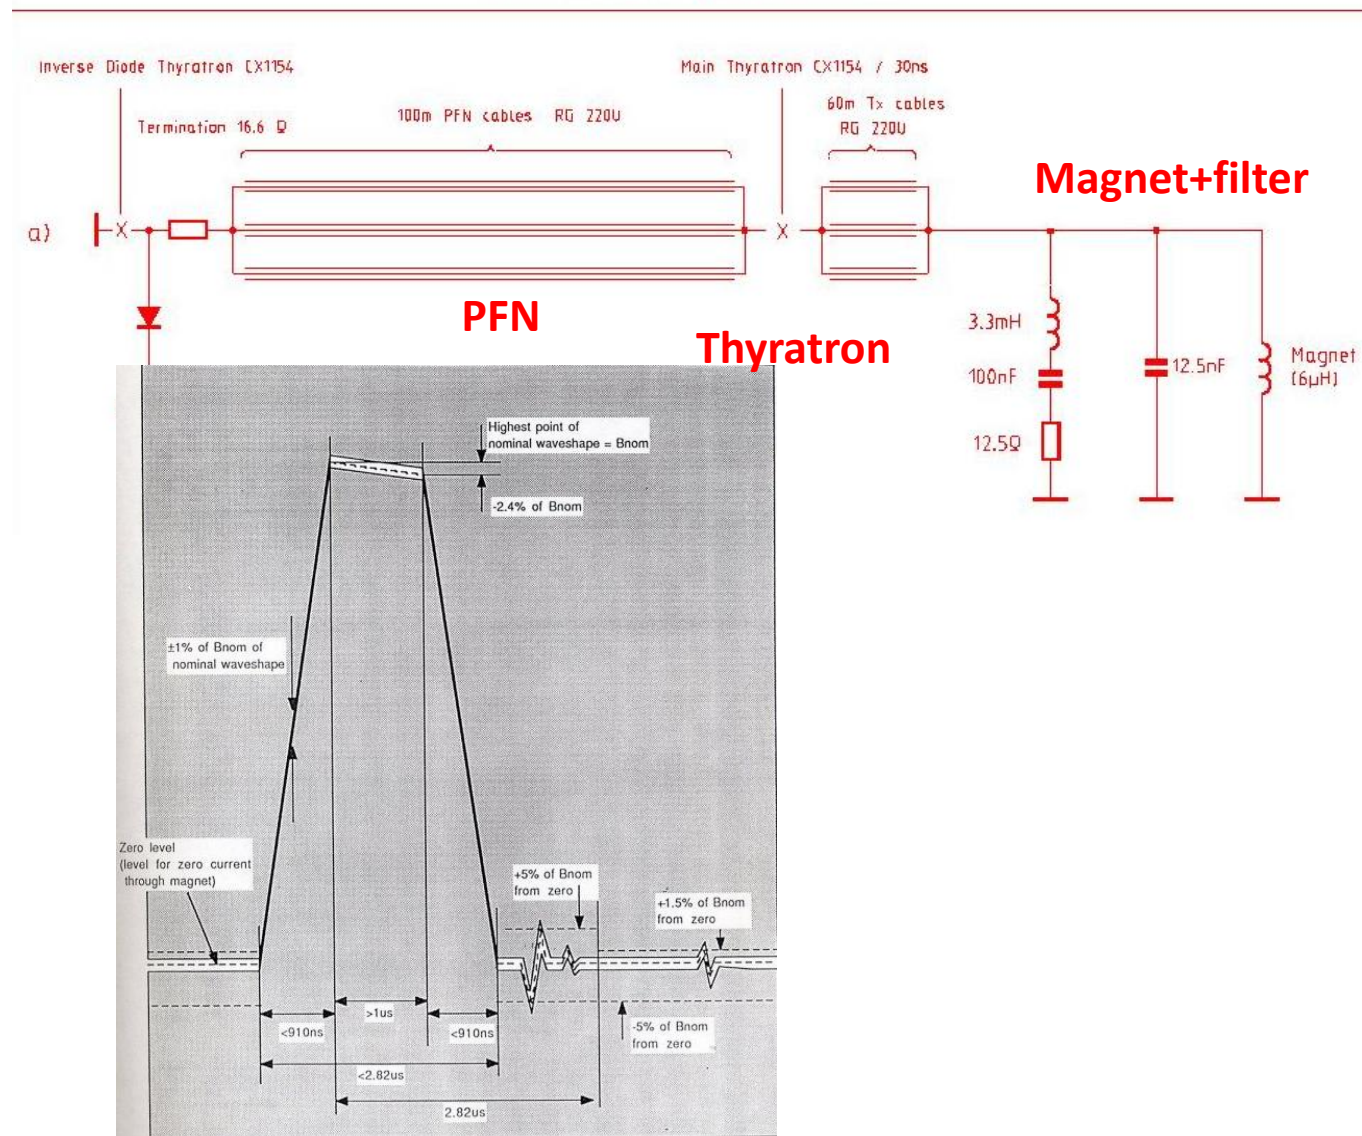 Inverse Diode Thyratron CX1154
Main Thyratron CX1154 / 30ns
60m Tx cables
RG 220U
100m PFN cables RG 220U
Termination 16.6 Ω
Magnet+filter
a)
X
X
PFN
Thyratron
3.3mH
100nF
12.5Ω
12.5nF
Magnet
(6µH)
Highest point of
nominal waveshape = Bnom
-2.4% of Bnom
±1% of Bnom of
nominal waveshape
Zero level
(level for zero current
through magnet)
+5% of Bnom
from zero
+1.5% of Bnom
from zero
<910ns
>1us
<910ns
-5% of Bnom
from zero
<2.82us
2.82us